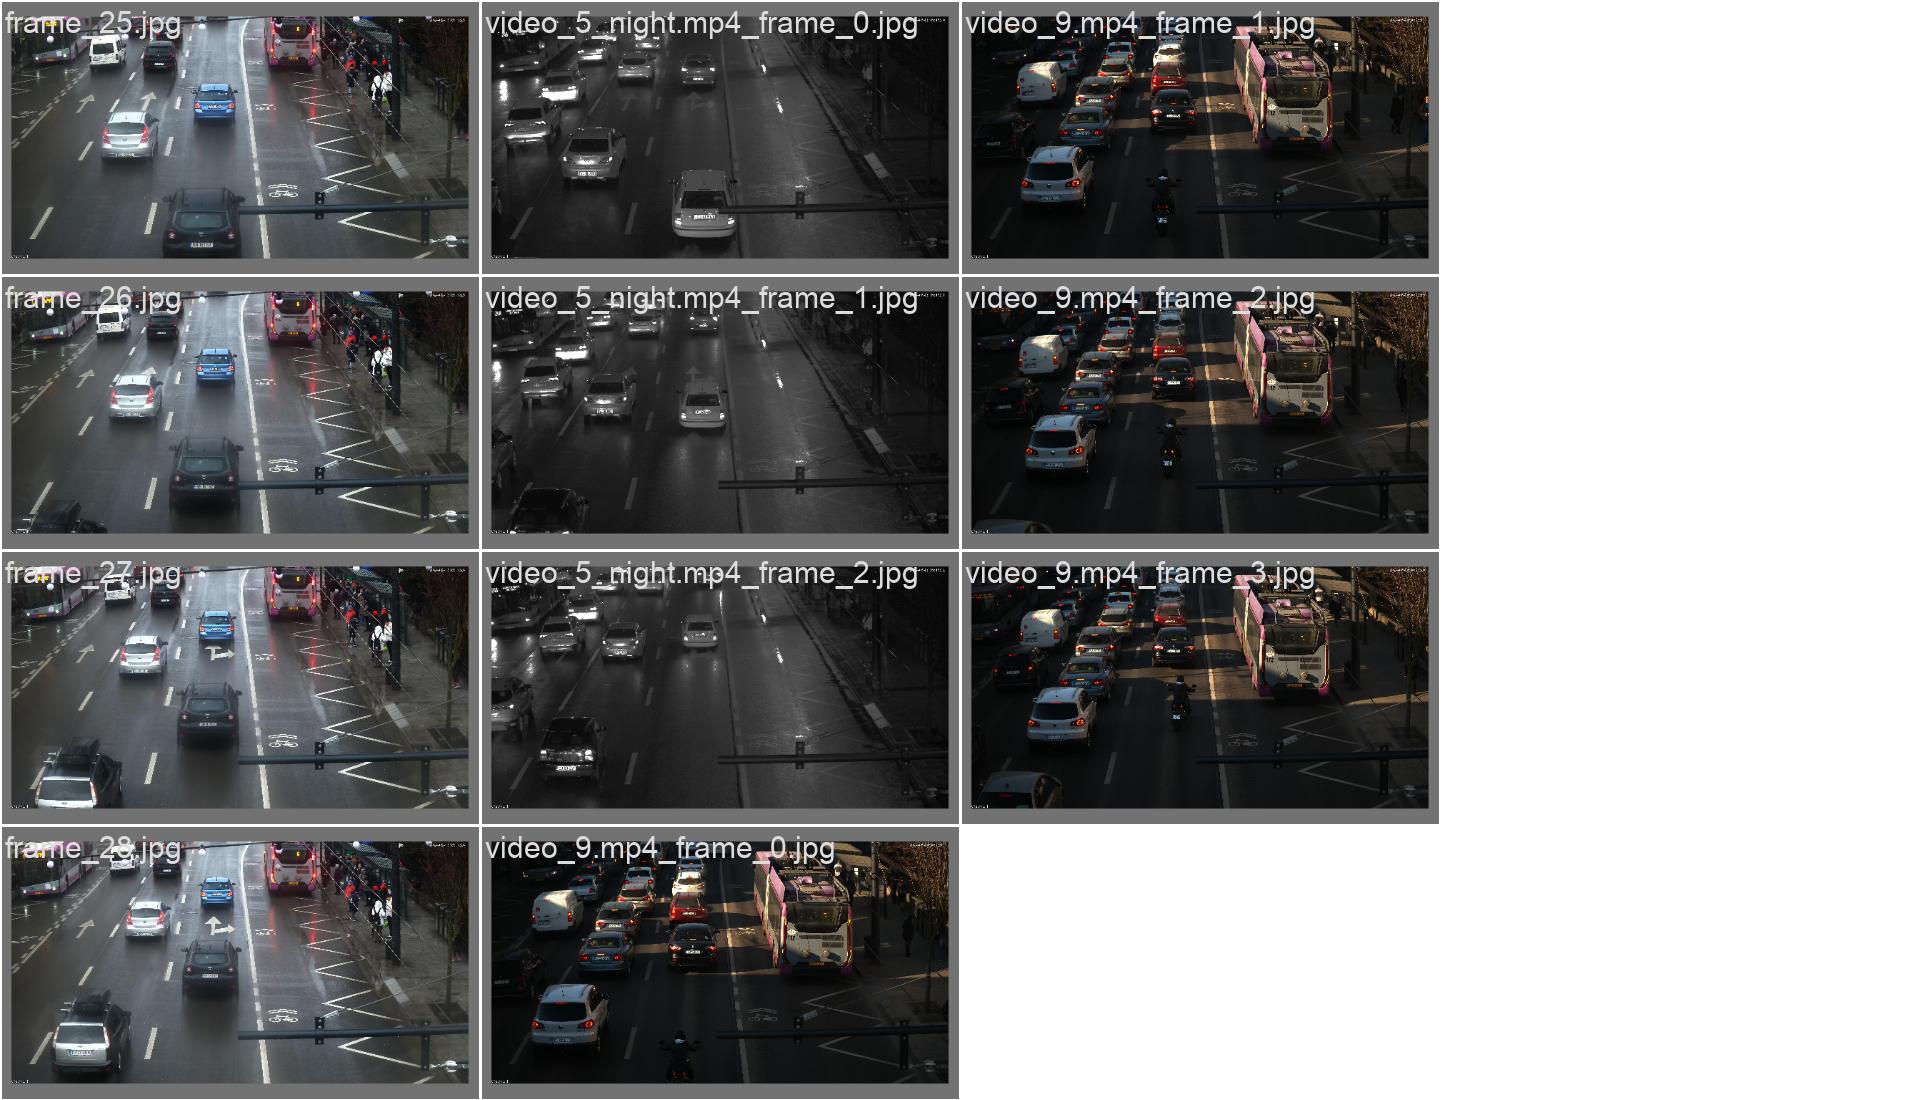 frame_25.jpg
video_5_night.mp4_frame_0.jpg
video_9.mp4_frame_1.jpg
frame_26.jpg
video_5_night.mp4_frame_1.jpg
video_9.mp4_frame_2.jpg
frame_27.jpg
video_5_night.mp4_frame_2.jpg
video_9.mp4_frame_3.jpg
frame_28.jpg
video_9.mp4_frame_0.jpg